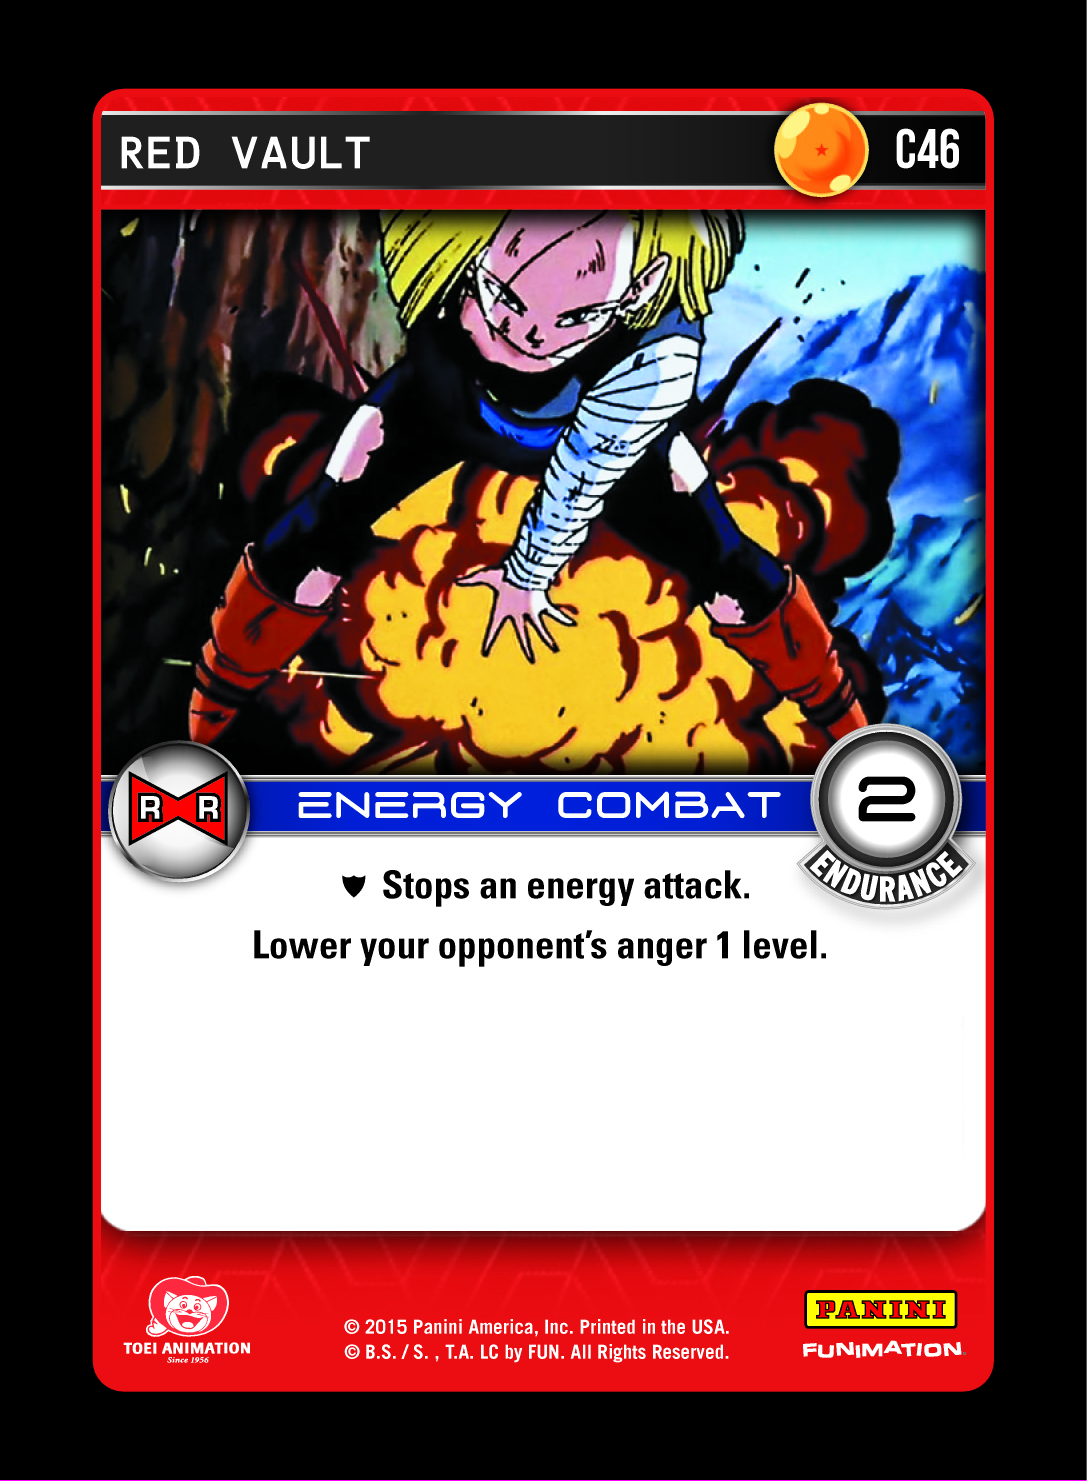 RED VAULT
C46
R R
ENERGY COMBAT
2
ENDURANCE
Stops an energy attack.
Lower your opponent's anger 1 level.
TOEI ANIMATION
Since 1956
© 2015 Panini America, Inc. Printed in the USA.
© B.S. / S. , T.A. LC by FUN. All Rights Reserved.
PANINI
FUNIMATION